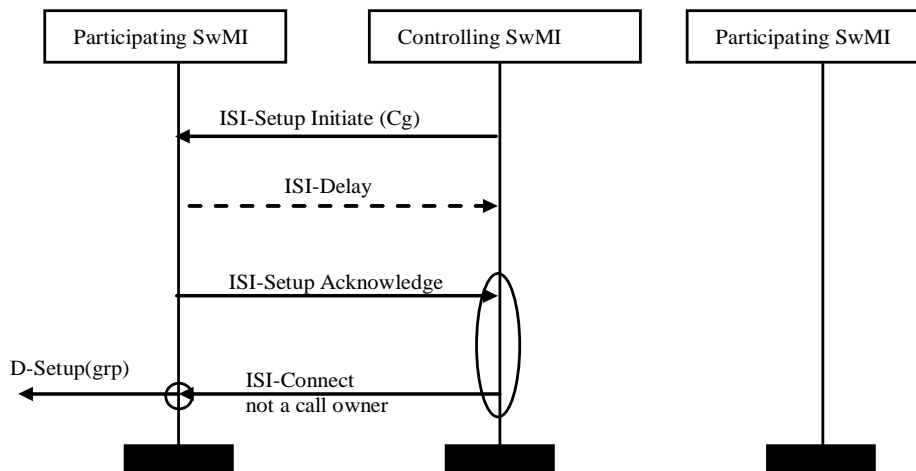 Participating SwMI
Controlling SwMI
Participating SwMI
ISI-Setup Initiate (Cg)
ISI-Delay
ISI-Setup Acknowledge
D-Setup(grp)
ISI-Connect
not a call owner